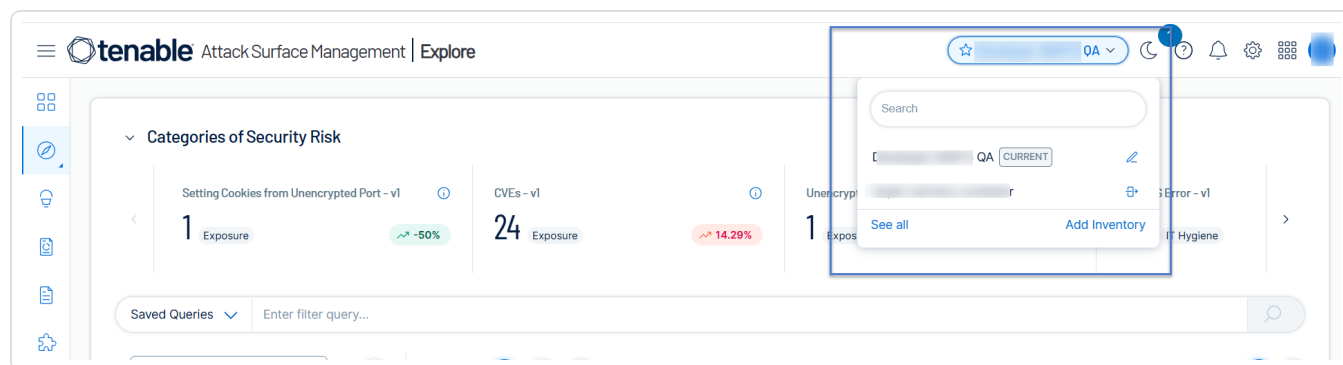 tenable Attack Surface Management | Explore
QA
Search
QA CURRENT
See all Add Inventory
Categories of Security Risk
Setting Cookies from Unencrypted Port - v1
1 Exposure -50%
CVEs - v1
24 Exposure 14.29%
1
Error - v1
IT Hygiene
Saved Queries Enter filter query...